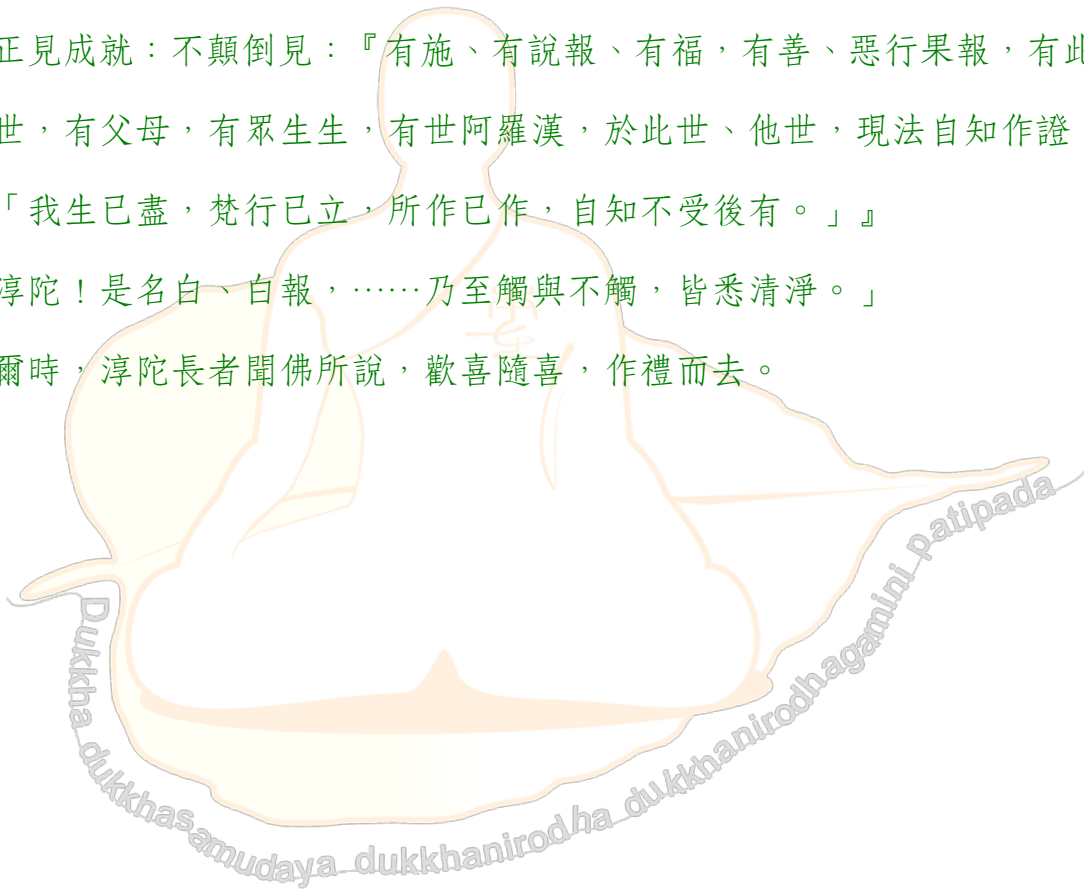 正見成就：不顛倒見：『有施、有說報、有福，有善、惡行果報，有此
世，有父母，有眾生生，有世阿羅漢，於此世、他世，現法自知作證
「我生已盡，梵行已立，所作已作，自知不受後有。」』
淳陀！是名白、白報，⋯⋯乃至觸與不觸，皆悉清淨。」
爾時，淳陀長者聞佛所說，歡喜隨喜，作禮而去。
Dukkha dukkhasamudaya dukkhanirodha dukkhanirodhagamini patipada